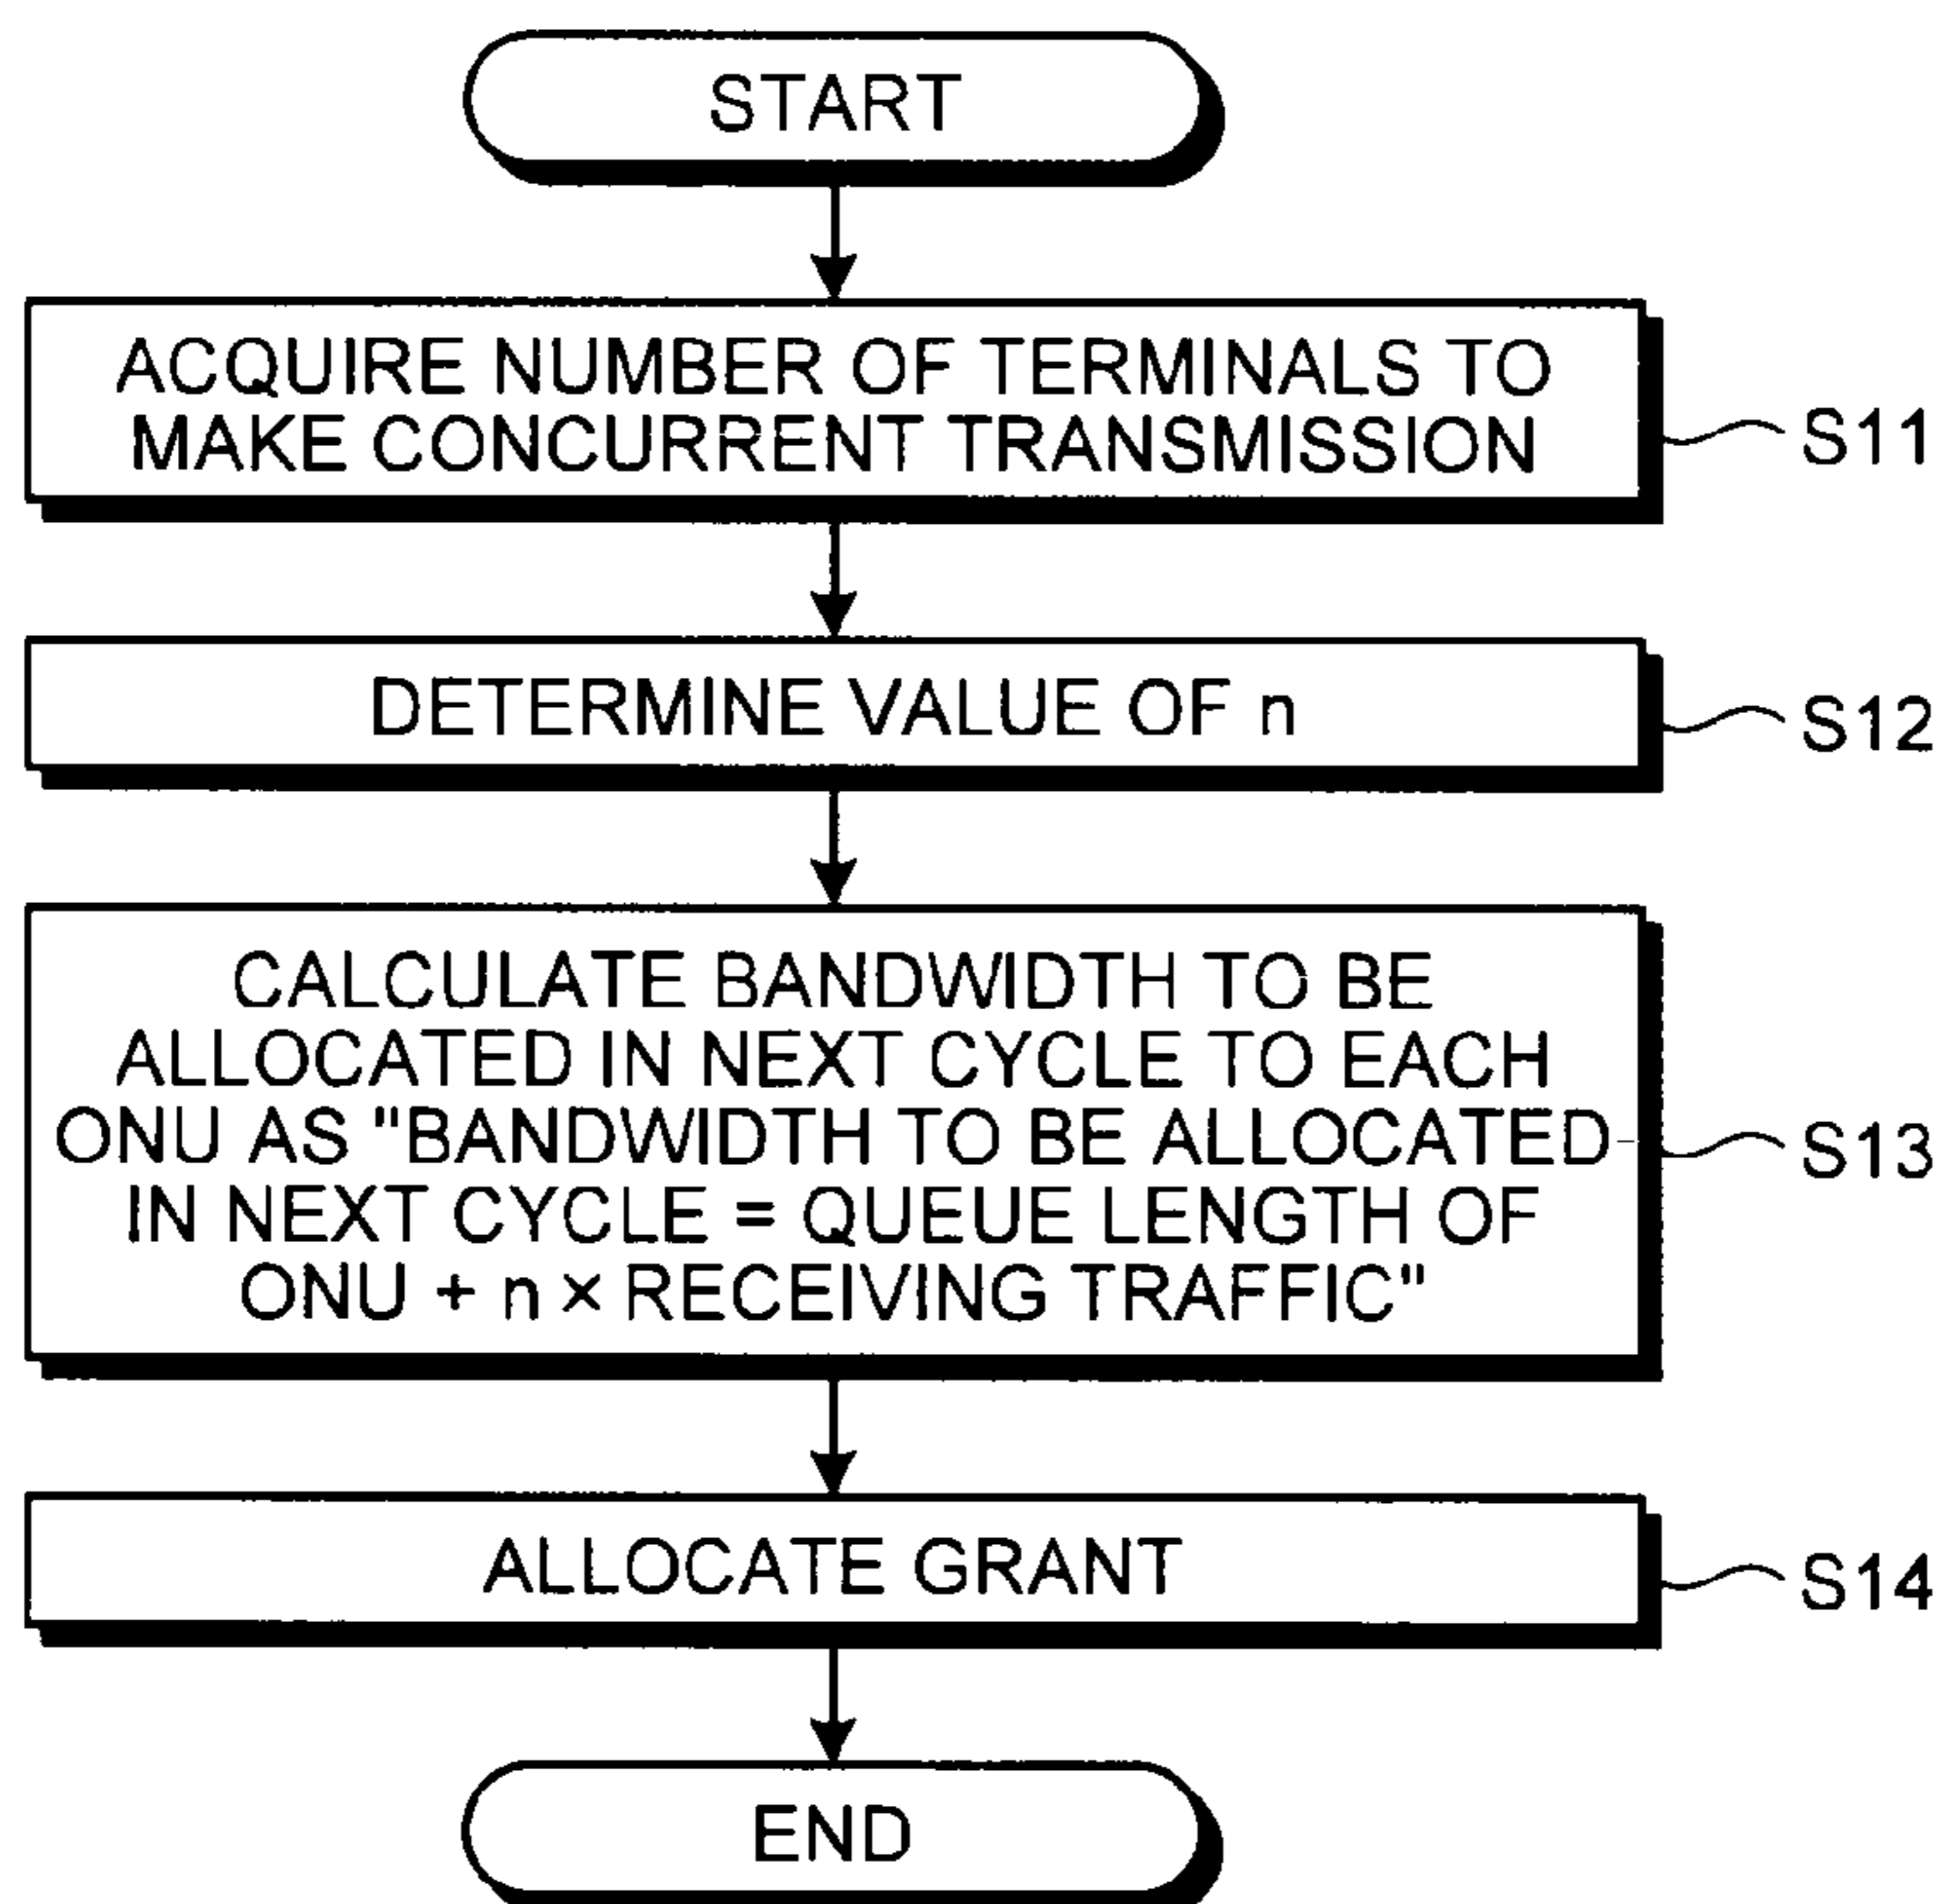 START
ACQUIRE NUMBER OF TERMINALS TO
MAKE CONCURRENT TRANSMISSION
S11
DETERMINE VALUE OF n
S12
CALCULATE BANDWIDTH TO BE
ALLOCATED IN NEXT CYCLE TO EACH
ONU AS "BANDWIDTH TO BE ALLOCATED
IN NEXT CYCLE = QUEUE LENGTH OF
ONU + n × RECEIVING TRAFFIC"
S13
ALLOCATE GRANT
S14
END